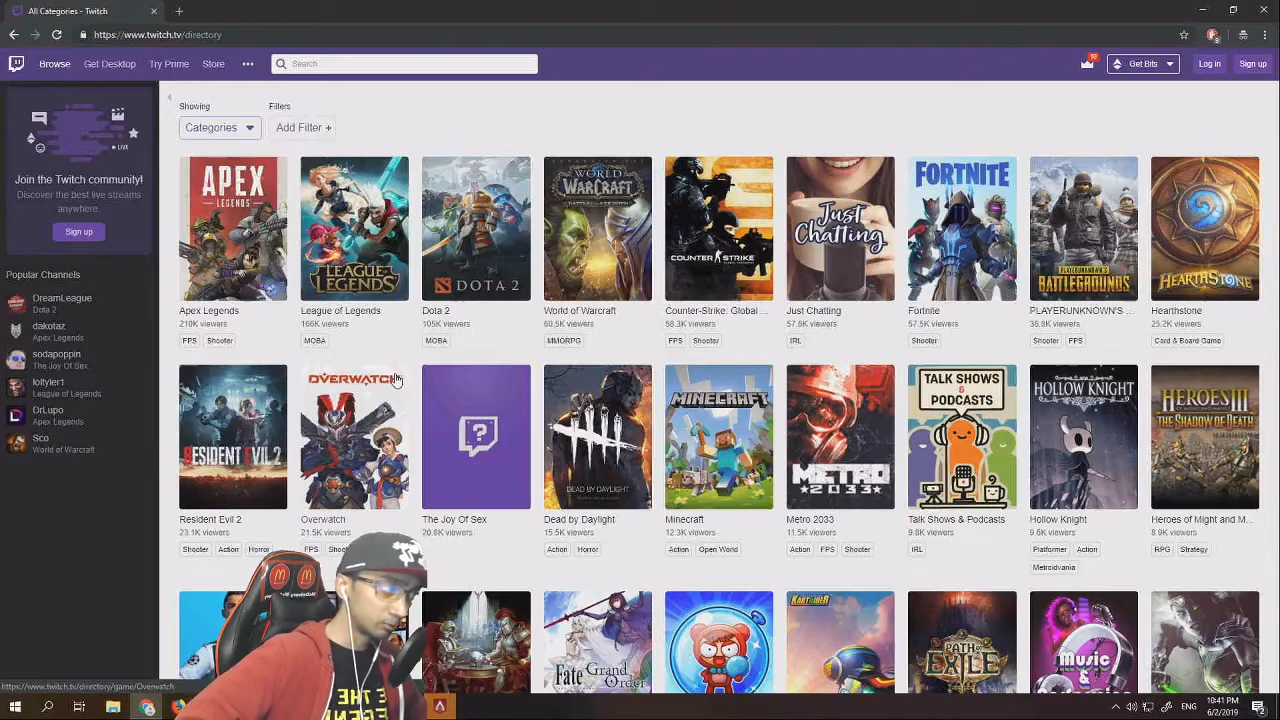 All Categories - Twitch
https://www.twitch.tv/directory
Browse
Get Desktop
Try Prime
Store
Search
Get Bits
Log in
Sign up
Join the Twitch community!
Discover the best live streams
anywhere.
Sign up
Popular Channels
DreamLeague
Dota 2
dakotaz
Apex Legends
sodapoppin
The Joy Of Sex
loltyler1
League of Legends
OrLupo
Apex Legends
Sco
World of Warcraft
Showing
Filters
Categories
Add Filter +
APEX
LEGENDS
LEAGUE OF
LEGENDS
DOTA 2
WORLD
WARCRAFT
COUNTER STRIKE
Just
Chatting
FORTNITE
PLAYERUNKNOWN'S
BATTLEGROUNDS
HEARTHSTONE
Apex Legends
League of Legends
Dota 2
World of Warcraft
Counter-Strike: Global ...
Just Chatting
Fortnite
PLAYERUNKNOWN'S ...
Hearthstone
210K viewers
166K viewers
105K viewers
60.5K viewers
58.3K viewers
57.6K viewers
57.5K viewers
38.8K viewers
25.2K viewers
FPS Shooter
MOBA
MOBA
MMORPG
FPS Shooter
IRL
Shooter
Shooter FPS
Card & Board Game
RESIDENT EVIL 2
OVERWATCH
?
DEAD BY DAYLIGHT
MINECRAFT
METRO
2033
TALK SHOWS
&
PODCASTS
HOLLOW KNIGHT
HEROES III
THE SHADOW OF DEATH
Resident Evil 2
Overwatch
The Joy Of Sex
Dead by Daylight
Minecraft
Metro 2033
Talk Shows & Podcasts
Hollow Knight
Heroes of Might and M...
23.1K viewers
21.5K viewers
20.8K viewers
15.5K viewers
12.3K viewers
11.5K viewers
9.8K viewers
9.6K viewers
8.9K viewers
Shooter Action Horror
FPS
Action Horror
Action Open World
Action FPS Shooter
IRL
Platformer Action
Metroidvania
RPG Strategy
Fate Grand
Order
KARTRIDER
PATH OF
EXILE
Music
&
THE
https://www.twitch.tv/directory/game/Overwatch
ENG
10:41 PM
6/2/2019